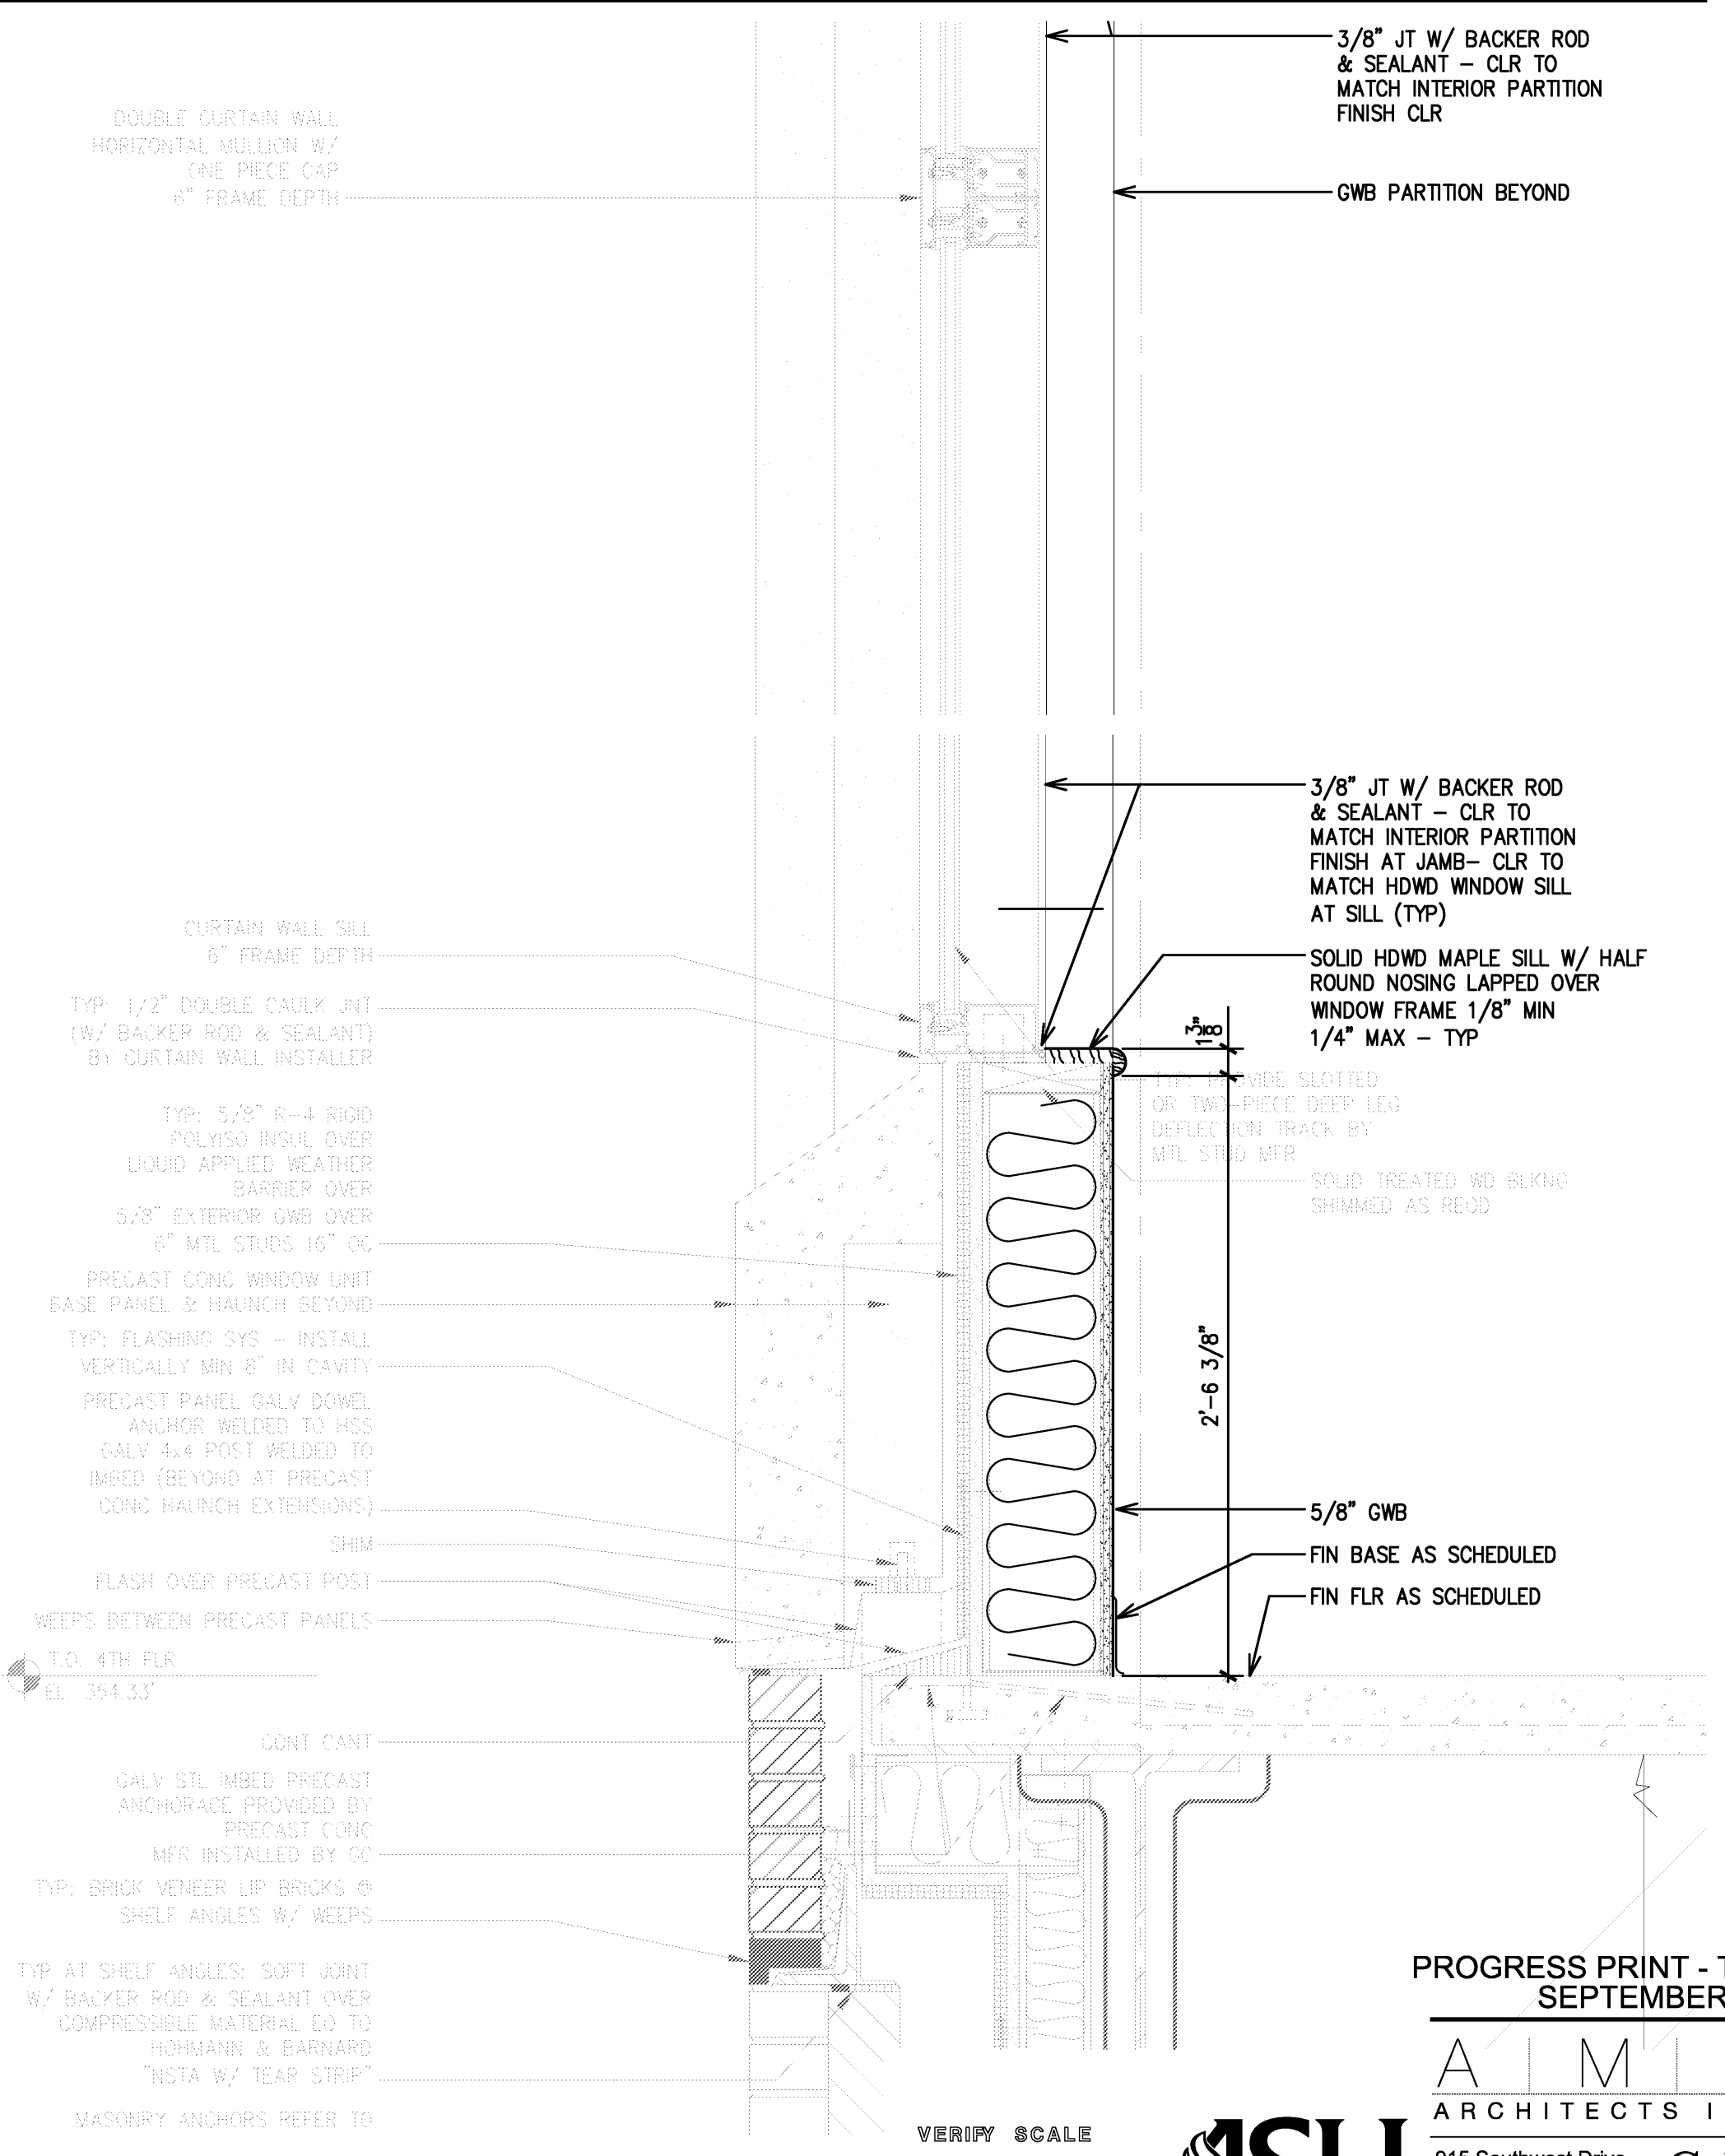 3/8" JT W/ BACKER ROD
& SEALANT - CLR TO
MATCH INTERIOR PARTITION
FINISH CLR
DOUBLE CURTAIN WALL
HORIZONTAL MULLION W/
ONE PIECE CAP
6" FRAME DEPTH
GWB PARTITION BEYOND
3/8" JT W/ BACKER ROD
& SEALANT - CLR TO
MATCH INTERIOR PARTITION
FINISH AT JAMB- CLR TO
MATCH HDWD WINDOW SILL
AT SILL (TYP)
CURTAIN WALL SILL
6" FRAME DEPTH
SOLID HDWD MAPLE SILL W/ HALF
ROUND NOSING LAPPED OVER
WINDOW FRAME 1/8" MIN
1/4" MAX - TYP
TYP: 1/2" DOUBLE CAULK JNT
(W/ BACKER ROD & SEALANT)
BY CURTAIN WALL INSTALLER
1 3/8"
TYP: PROVIDE SLOTTED
OR TWO-PIECE DEEP LEG
DEFLECTION TRACK BY
MTL STUD MFR
TYP: 5/8" R-4 RIGID
POLYISO INSUL OVER
LIQUID APPLIED WEATHER
BARRIER OVER
5/8" EXTERIOR GWB OVER
6" MTL STUDS 16" OC
SOLID TREATED WD BLKNG
SHIMMED AS REQD
PRECAST CONC WINDOW UNIT
BASE PANEL & HAUNCH BEYOND
TYP: FLASHING SYS - INSTALL
VERTICALLY MIN 8" IN CAVITY
2'-6 3/8"
PRECAST PANEL GALV DOWEL
ANCHOR WELDED TO HSS
GALV 4x4 POST WELDED TO
IMBED (BEYOND AT PRECAST
CONC HAUNCH EXTENSIONS)
5/8" GWB
SHIM
FIN BASE AS SCHEDULED
FLASH OVER PRECAST POST
FIN FLR AS SCHEDULED
WEEPS BETWEEN PRECAST PANELS
T.O. 4TH FLR
EL. 354.33'
CONT CANT
GALV STL IMBED PRECAST
ANCHORAGE PROVIDED BY
PRECAST CONC
MFR INSTALLED BY GC
TYP: BRICK VENEER LIP BRICKS @
SHELF ANGLES W/ WEEPS
TYP AT SHELF ANGLES: SOFT JOINT
W/ BACKER ROD & SEALANT OVER
COMPRESSIBLE MATERIAL EQ TO
HOHMANN & BARNARD
"NSTA W/ TEAR STRIP"
MASONRY ANCHORS REFER TO
PROGRESS PRINT - T
SEPTEMBER
A M
ARCHITECTS I
VERIFY SCALE
ASU
915 Southwest Drive